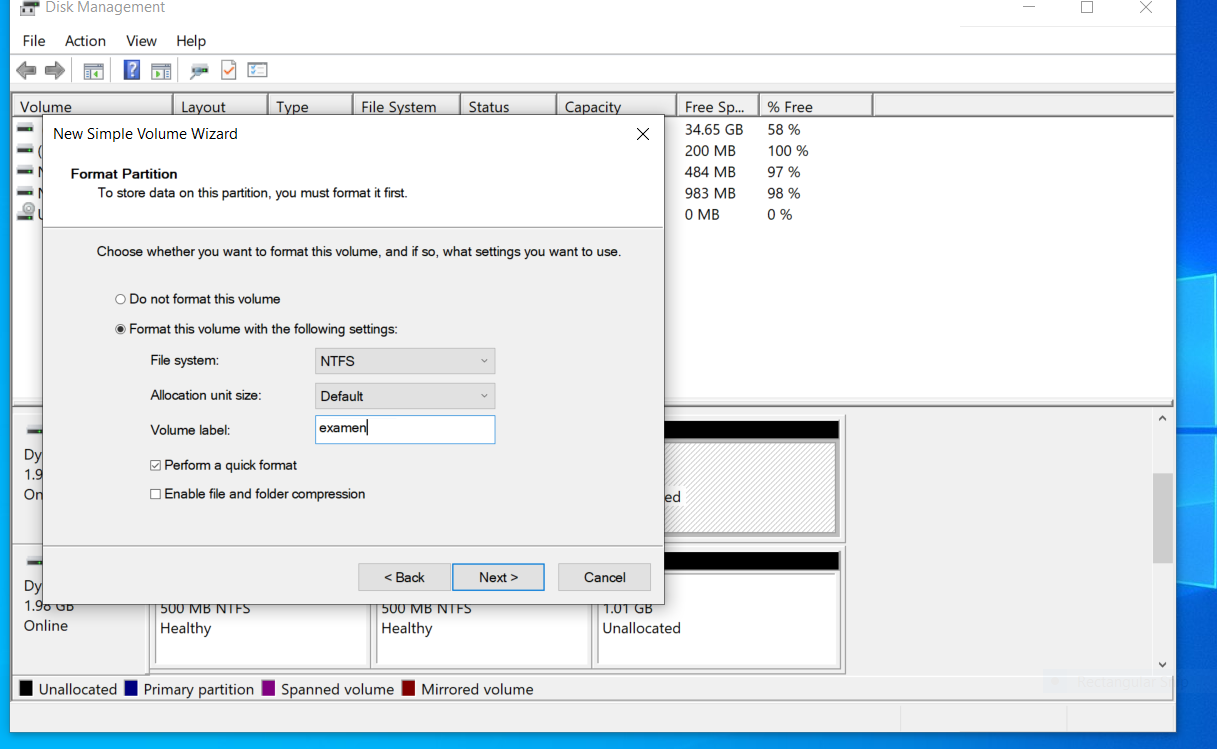 Disk Management
File Action View Help
Volume Layout Type File System Status Capacity Free Sp... % Free
34.65 GB 58 %
200 MB 100 %
484 MB 97 %
983 MB 98 %
0 MB 0 %
New Simple Volume Wizard
Format Partition
To store data on this partition, you must format it first.
Choose whether you want to format this volume, and if so, what settings you want to use.
Do not format this volume
Format this volume with the following settings:
File system: NTFS
Allocation unit size: Default
Volume label: examen
Perform a quick format
Enable file and folder compression
< Back Next > Cancel
Dy
1.9
On
ed
Dy
1.98 GB
Online
500 MB NTFS
Healthy
500 MB NTFS
Healthy
1.01 GB
Unallocated
Unallocated Primary partition Spanned volume Mirrored volume